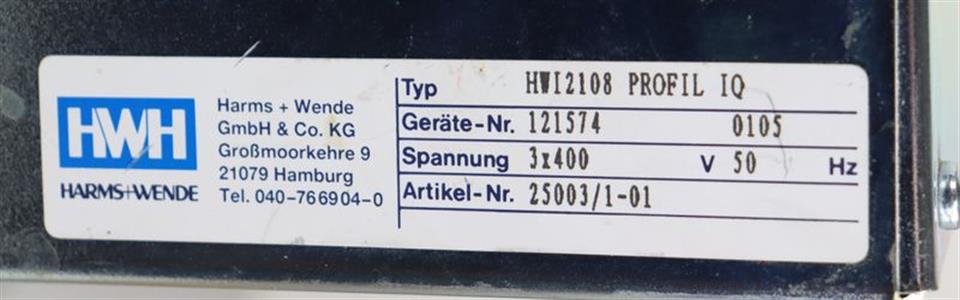 HWH
HARMS+WENDE
Harms + Wende
GmbH & Co. KG
Großmoorkehre 9
21079 Hamburg
Tel. 040-766904-0
Typ HWI2108 PROFIL IQ
Geräte-Nr. 121574 0105
Spannung 3x400 V 50 Hz
Artikel-Nr. 25003/1-01